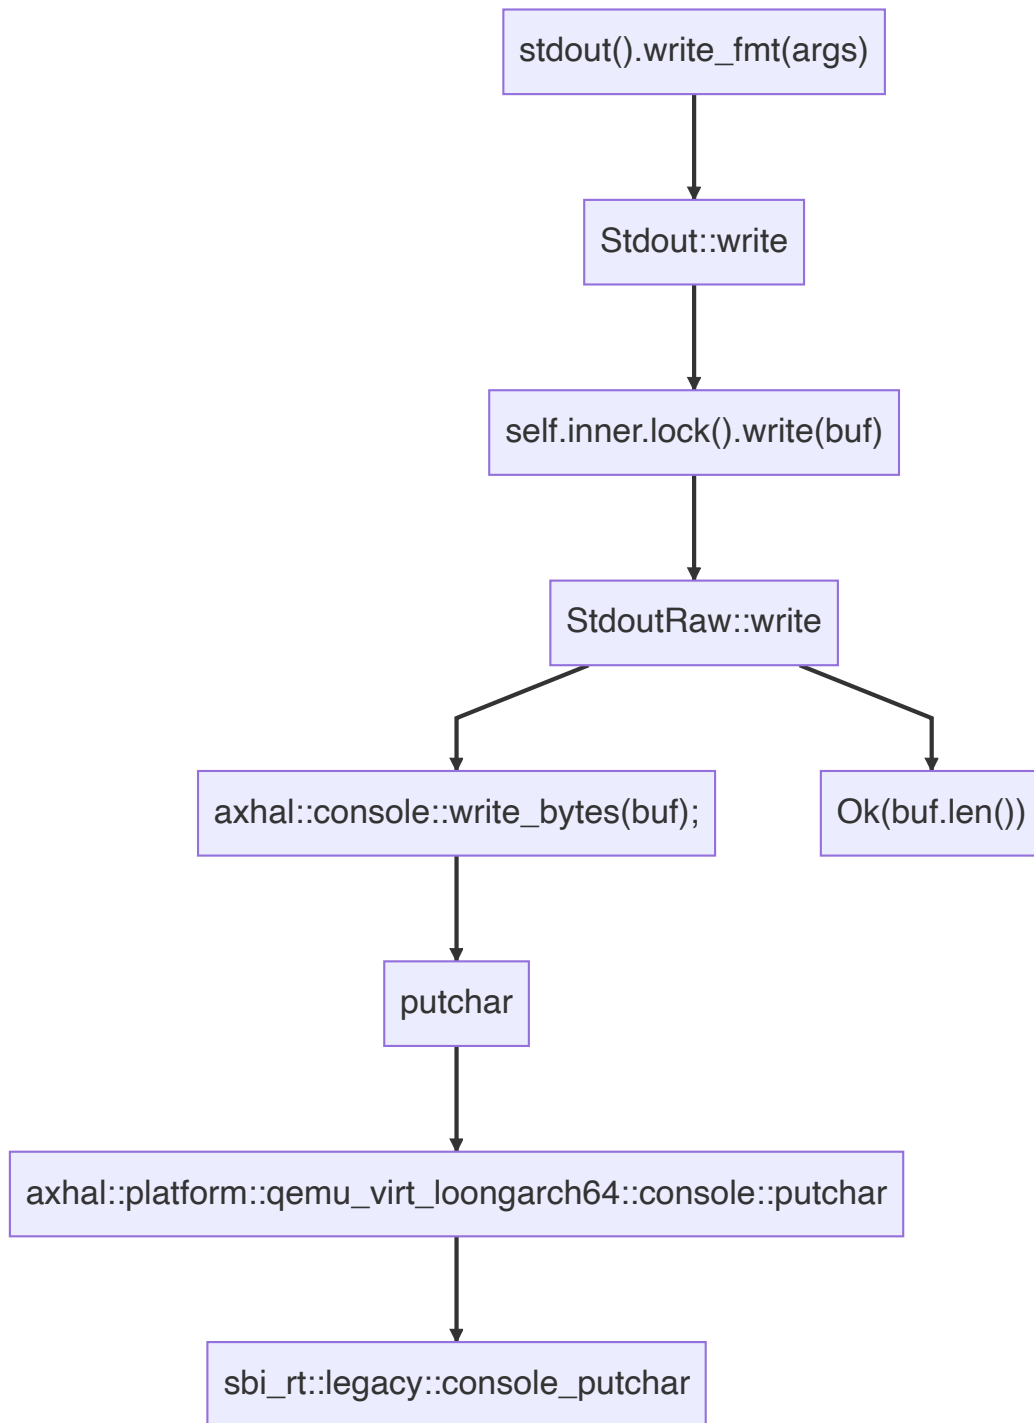 stdout().write_fmt(args)
Stdout::write
self.inner.lock().write(buf)
StdoutRaw::write
axhal::console::write_bytes(buf);
Ok(buf.len())
putchar
axhal::platform::qemu_virt_loongarch64::console::putchar
sbi_rt::legacy::console_putchar